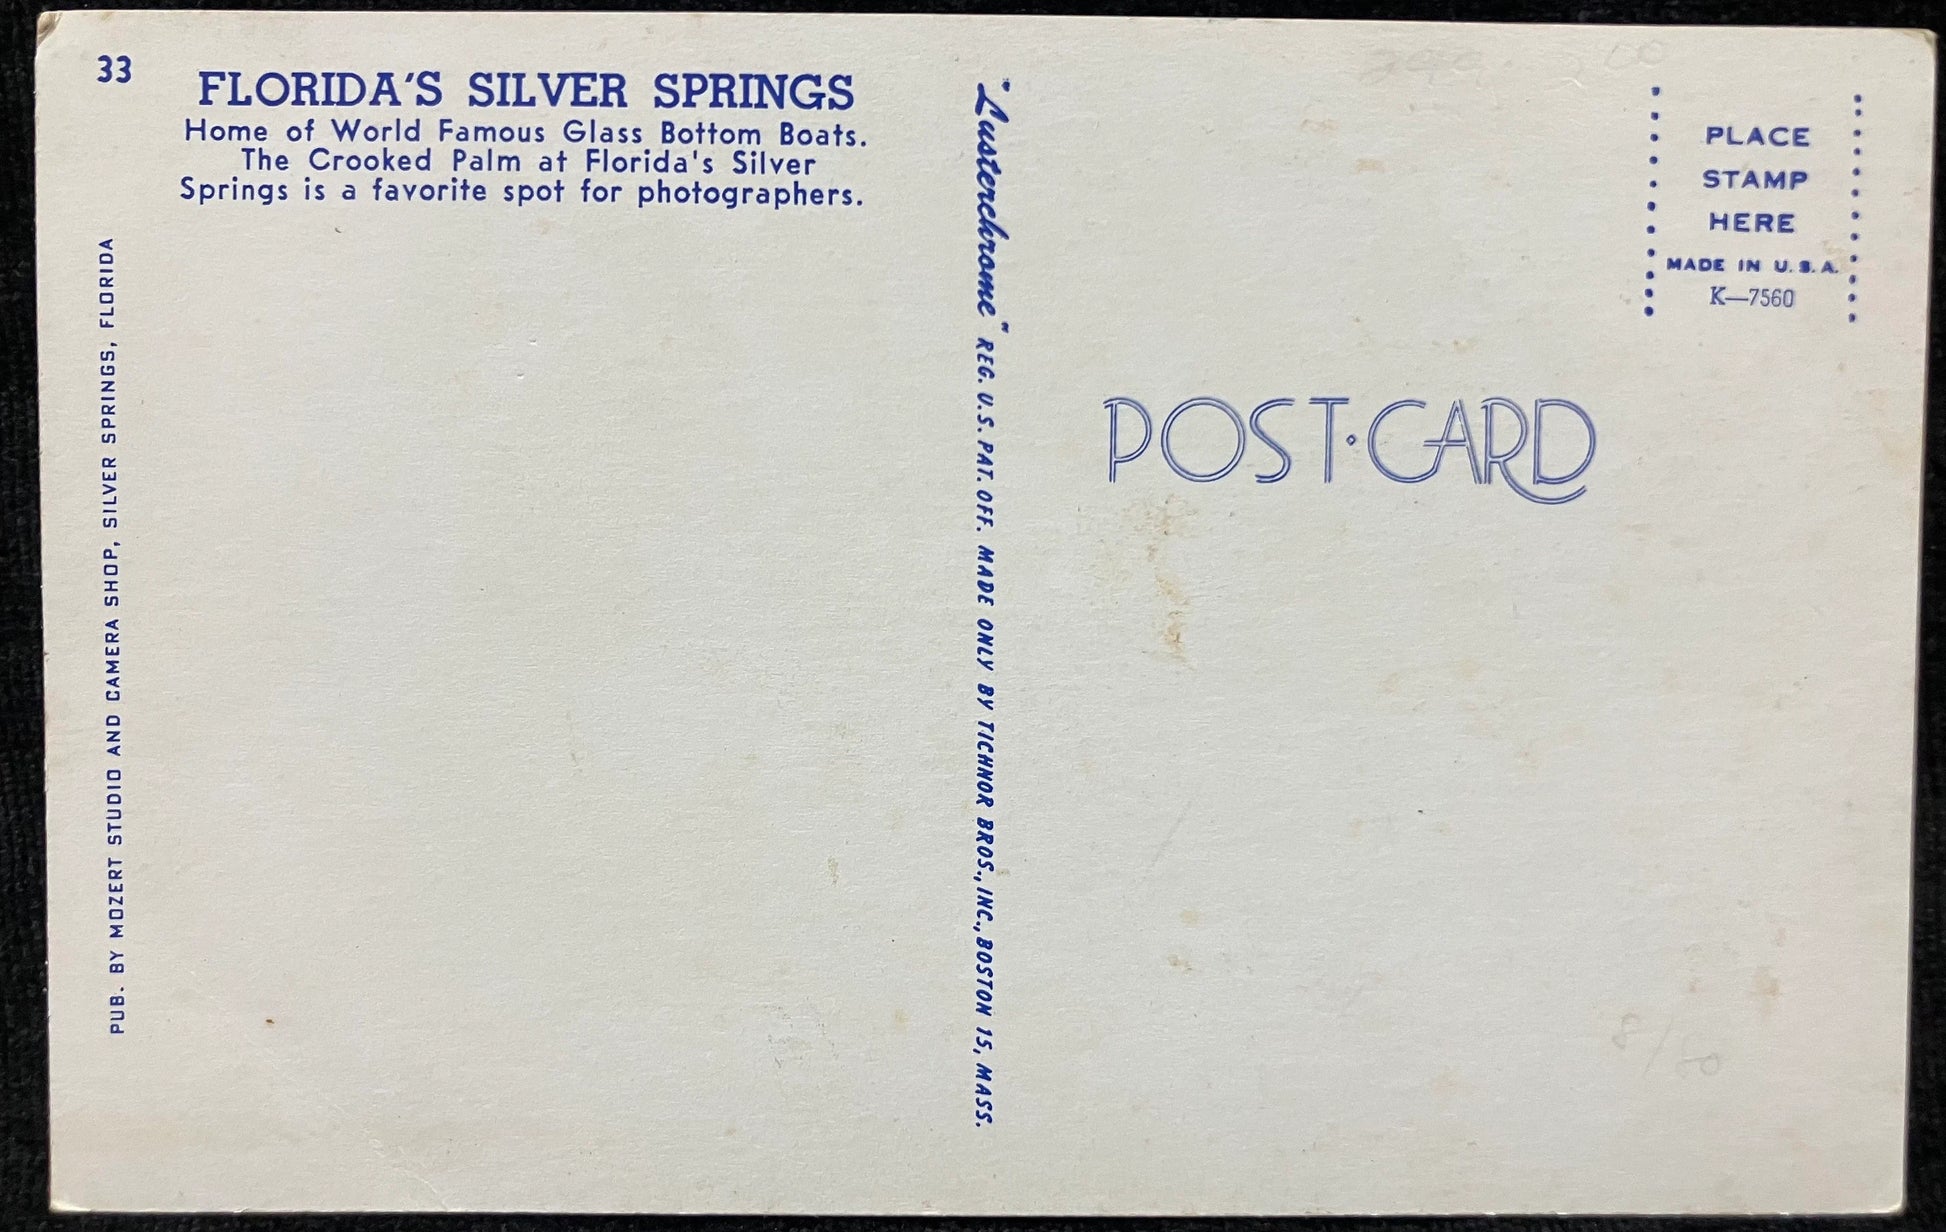 33
FLORIDA'S SILVER SPRINGS
Home of World Famous Glass Bottom Boats.
The Crooked Palm at Florida's Silver
Springs is a favorite spot for photographers.
PUB. BY MOZERT STUDIO AND CAMERA SHOP, SILVER SPRINGS, FLORIDA
"Lusterchrome" REG. U.S. PAT. OFF. MADE ONLY BY TICHNOR BROS., INC., BOSTON 15, MASS.
PLACE
STAMP
HERE
MADE IN U.S.A.
K—7560
POST·CARD